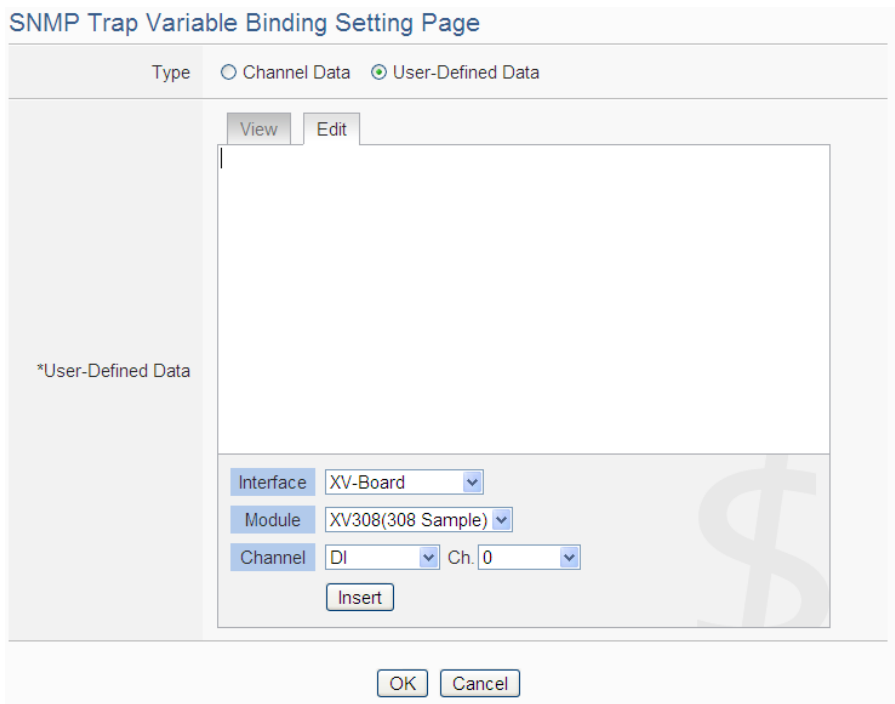 SNMP Trap Variable Binding Setting Page
Type Channel Data User-Defined Data
View Edit
*User-Defined Data
Interface XV-Board
Module XV308(308 Sample)
Channel DI Ch. 0
Insert
$
OK Cancel